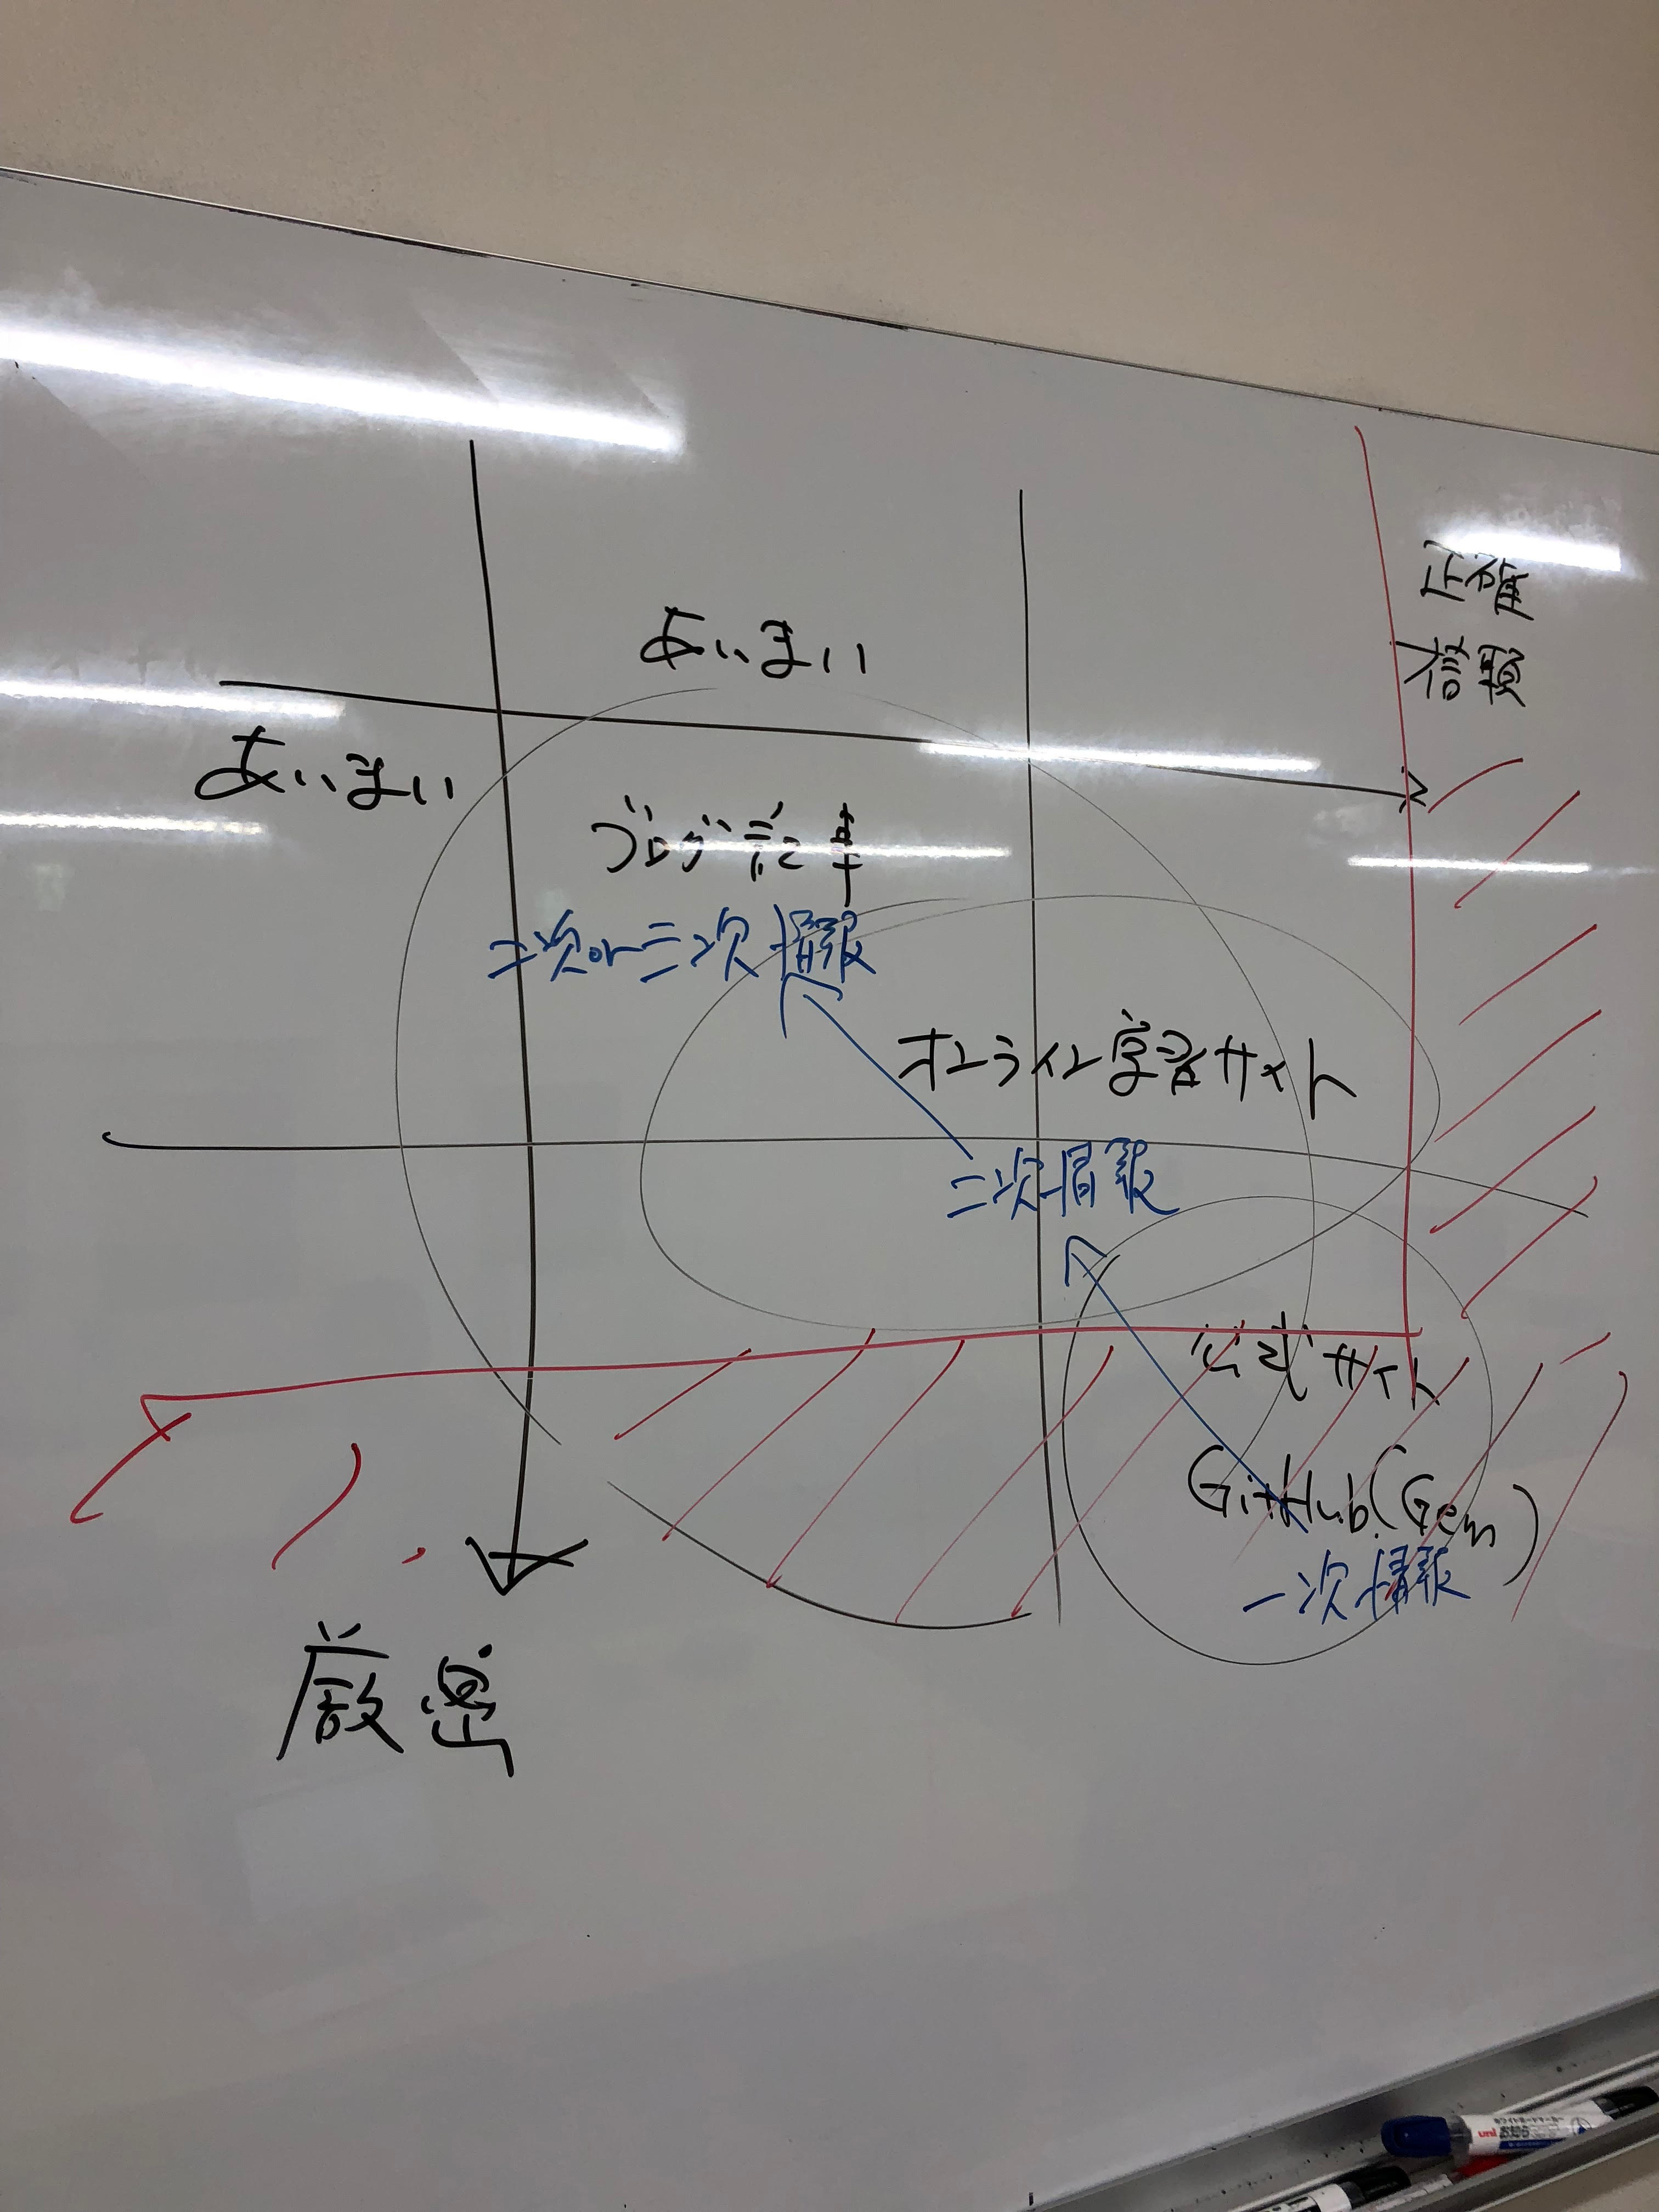 正確
信頼
あいまい
あいまい
ブログ記事
二次or三次情報
オンライン学習サイト
二次情報
公式サイト
GitHub(Gem)
一次情報
厳密
uni